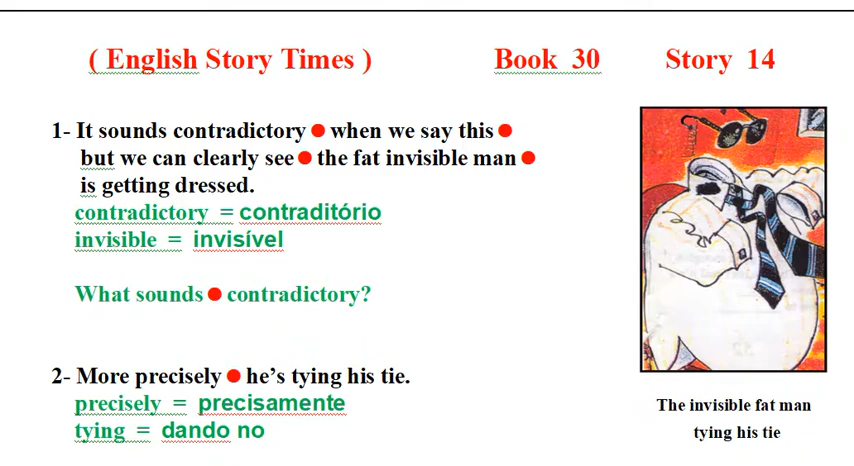 ( English Story Times ) Book 30 Story 14
1- It sounds contradictory ● when we say this ●
but we can clearly see ● the fat invisible man ●
is getting dressed.
contradictory = contraditório
invisible = invisível
What sounds ● contradictory?
2- More precisely ● he's tying his tie.
precisely = precisamente
tying = dando no
The invisible fat man
tying his tie